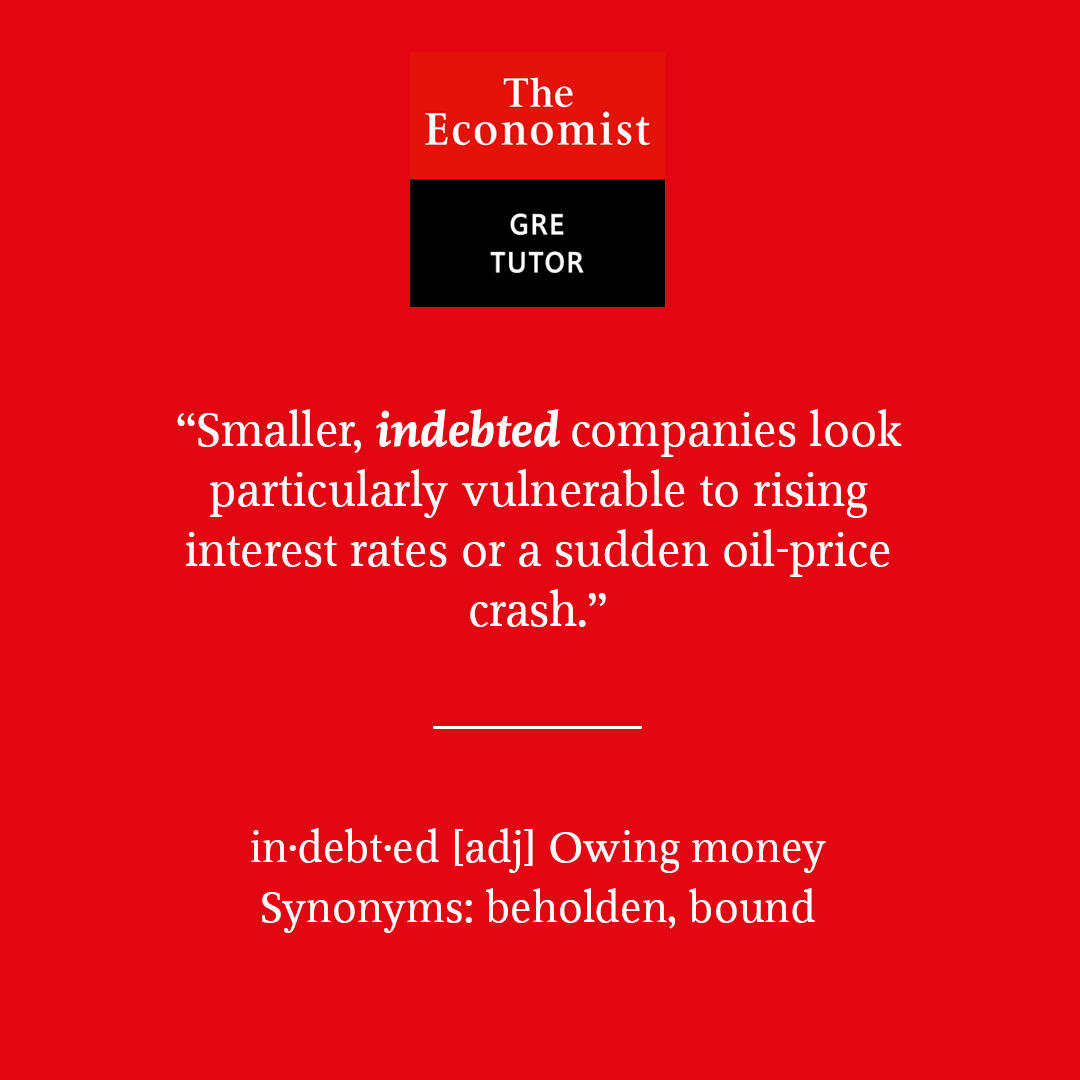 The
Economist
GRE
TUTOR
“Smaller, indebted companies look
particularly vulnerable to rising
interest rates or a sudden oil-price
crash.”
in·debt·ed [adj] Owing money
Synonyms: beholden, bound